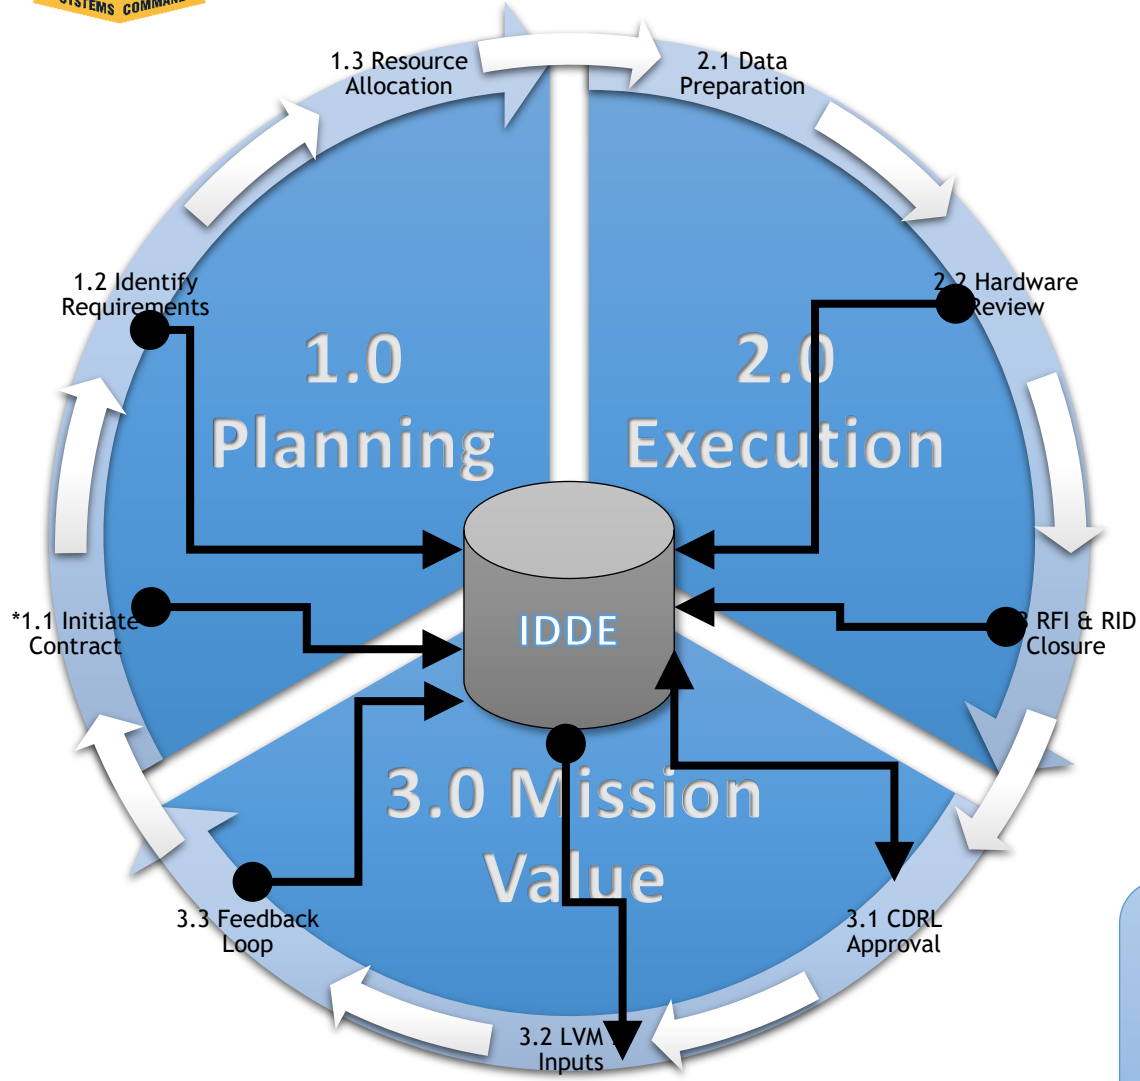 SYSTEMS COMMAND
1.3 Resource
Allocation
2.1 Data
Preparation
1.2 Identify
Requirements
2.2 Hardware
Review
1.0
Planning
2.0
Execution
*1.1 Initiate
Contract
IDDE
RFI & RID
Closure
3.0 Mission
Value
3.3 Feedback
Loop
3.1 CDRL
Approval
3.2 LVM
Inputs